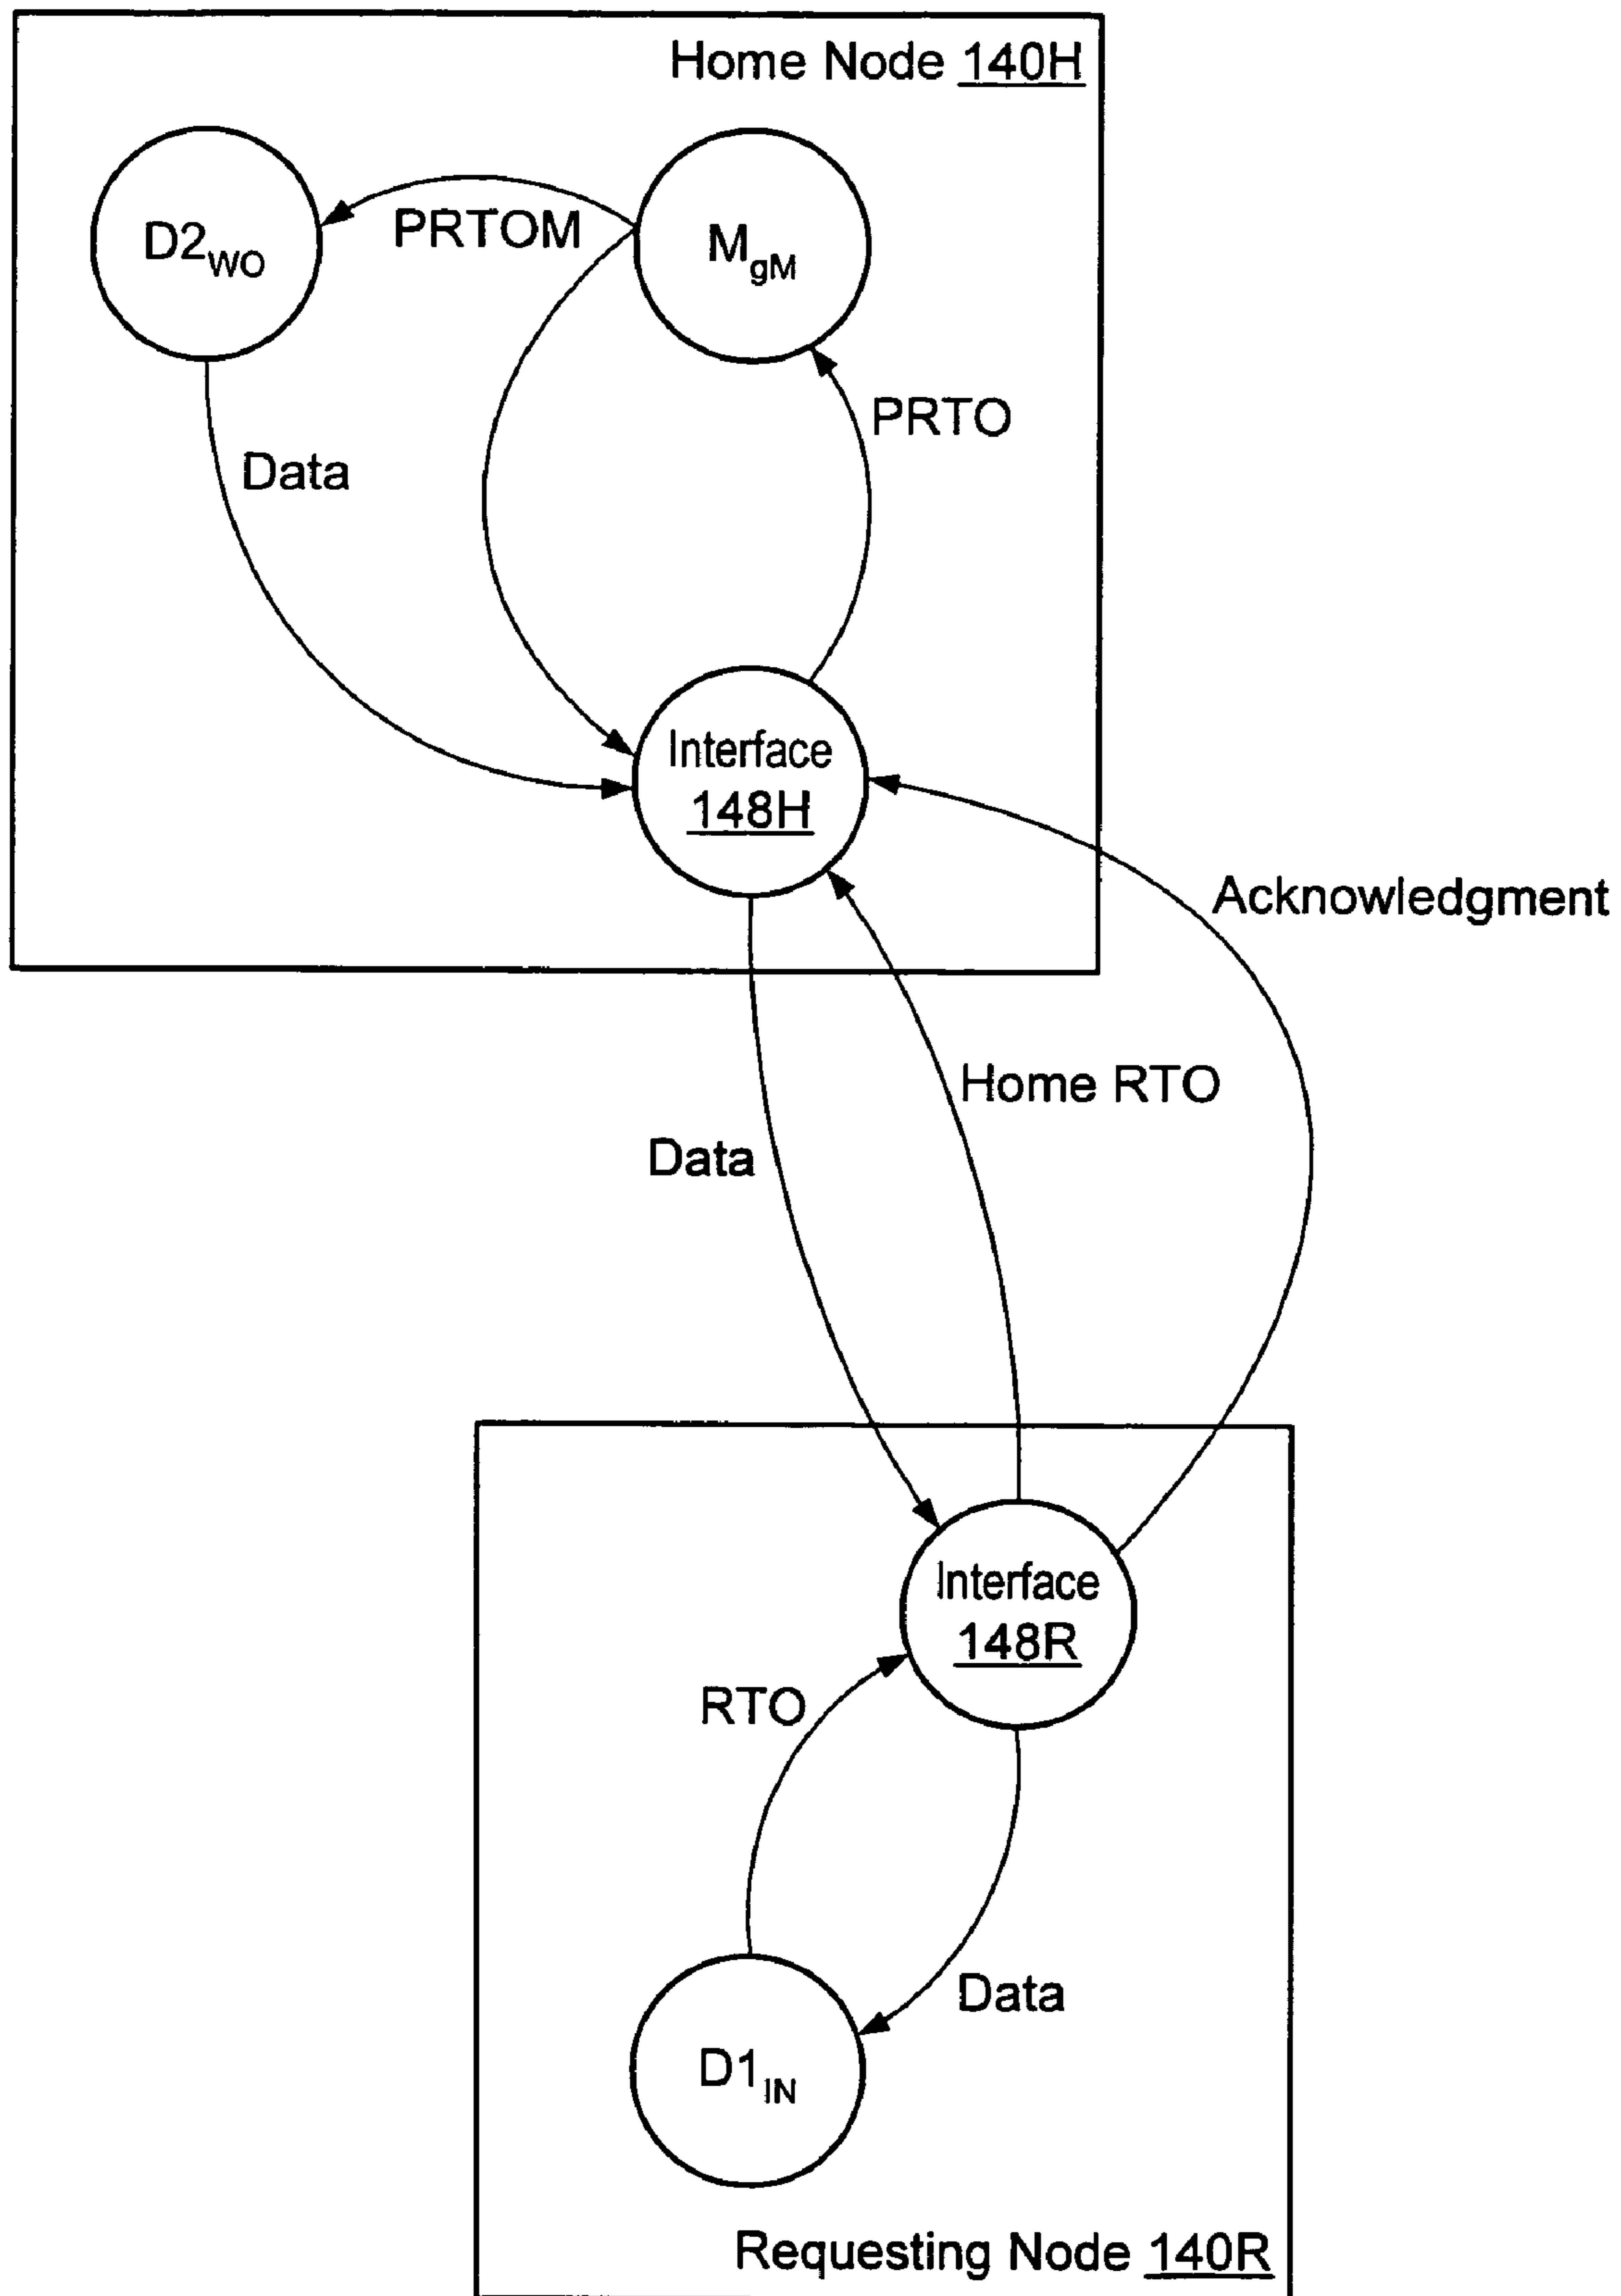 Home Node 140H
D2WO
PRTOM
MgM
PRTO
Data
Interface
148H
Acknowledgment
Home RTO
Data
Interface
148R
RTO
Data
D1IN
Requesting Node 140R